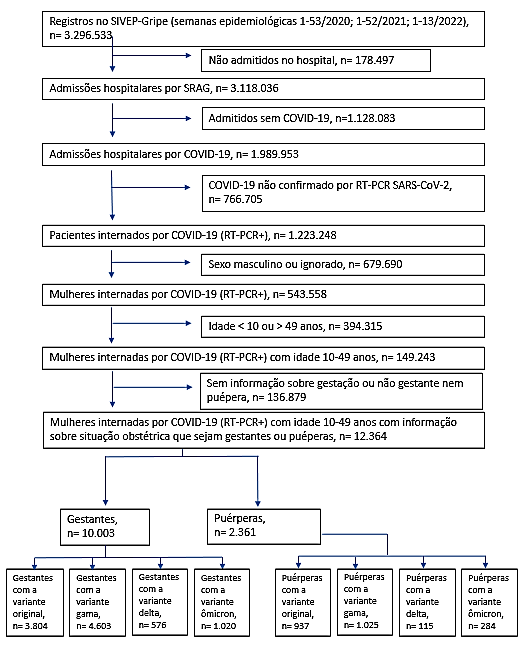 Registros no SIVEP-Gripe (semanas epidemiológicas 1-53/2020; 1-52/2021; 1-13/2022),
n= 3.296.533
Não admitidos no hospital, n= 178.497
Admissões hospitalares por SRAG, n= 3.118.036
Admitidos sem COVID-19, n=1.128.083
Admissões hospitalares por COVID-19, n= 1.989.953
COVID-19 não confirmado por RT-PCR SARS-CoV-2,
n= 766.705
Pacientes internados por COVID-19 (RT-PCR+), n= 1.223.248
Sexo masculino ou ignorado, n= 679.690
Mulheres internadas por COVID-19 (RT-PCR+), n= 543.558
Idade < 10 ou > 49 anos, n= 394.315
Mulheres internadas por COVID-19 (RT-PCR+) com idade 10-49 anos, n= 149.243
Sem informação sobre gestação ou não gestante nem
puépera, n= 136.879
Mulheres internadas por COVID-19 (RT-PCR+) com idade 10-49 anos com informação
sobre situação obstétrica que sejam gestantes ou puéperas, n= 12.364
Gestantes,
n= 10.003
Puérperas,
n= 2.361
Gestantes
com a
variante
original,
n= 3.804
Gestantes
com a
variante
gama,
n= 4.603
Gestantes
com a
variante
delta,
n= 576
Gestantes
com a
variante
ômicron,
n= 1.020
Puérperas
com a
variante
original,
n= 937
Puérperas
com a
variante
gama,
n= 1.025
Puérperas
com a
variante
delta,
n= 115
Puérperas
com a
variante
ômicron,
n= 284